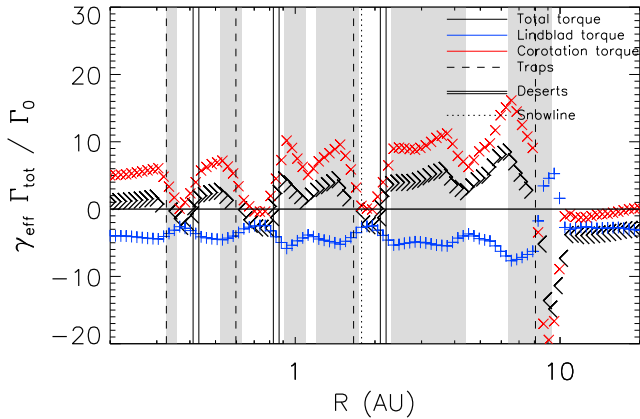 30
20
10
0
−10
−20
γeff Γtot / Γ0
Total torque
Lindblad torque
Corotation torque
Traps
Deserts
Snowline
1
10
R (AU)